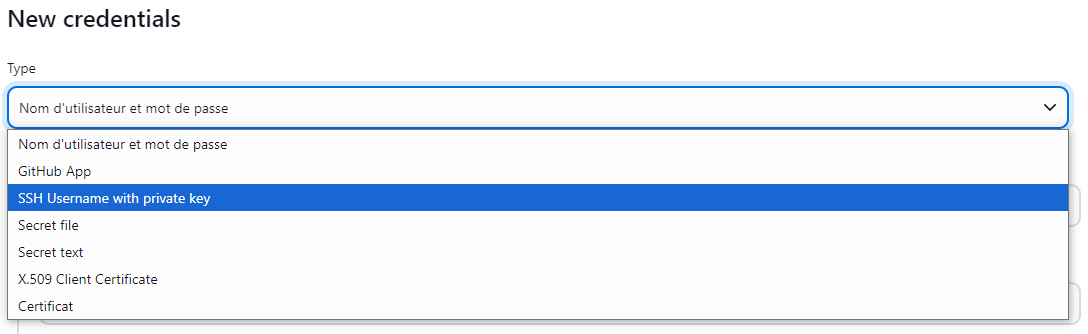 New credentials
Type
Nom d'utilisateur et mot de passe
Nom d'utilisateur et mot de passe
GitHub App
SSH Username with private key
Secret file
Secret text
X.509 Client Certificate
Certificat